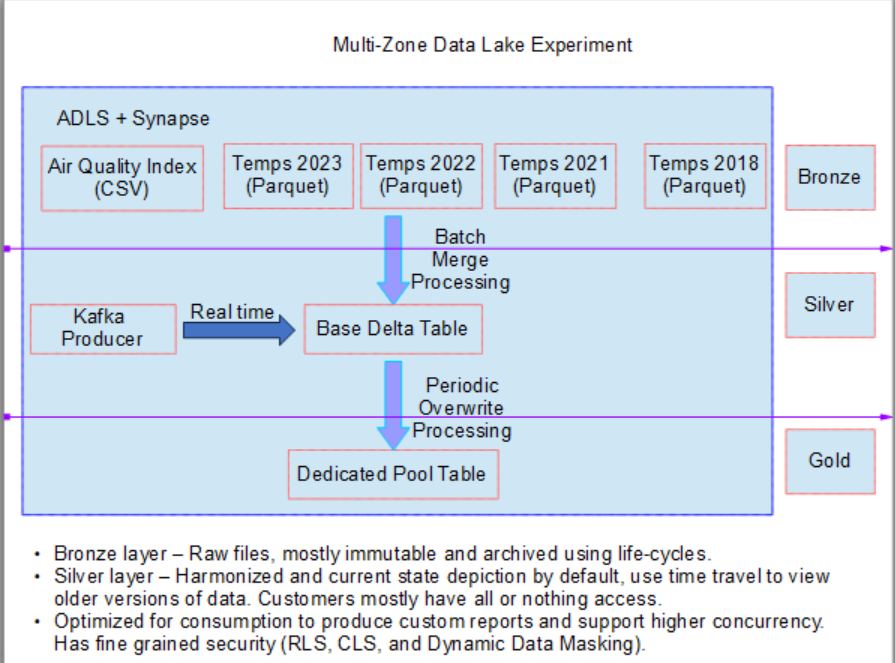 Multi-Zone Data Lake Experiment
ADLS + Synapse
Air Quality Index
(CSV)
Temps 2023
(Parquet)
Temps 2022
(Parquet)
Temps 2021
(Parquet)
Temps 2018
(Parquet)
Bronze
Batch
Merge
Processing
Kafka
Producer
Real time
Base Delta Table
Silver
Periodic
Overwrite
Processing
Dedicated Pool Table
Gold
• Bronze layer – Raw files, mostly immutable and archived using life-cycles.
• Silver layer – Harmonized and current state depiction by default, use time travel to view
older versions of data. Customers mostly have all or nothing access.
• Optimized for consumption to produce custom reports and support higher concurrency.
Has fine grained security (RLS, CLS, and Dynamic Data Masking).